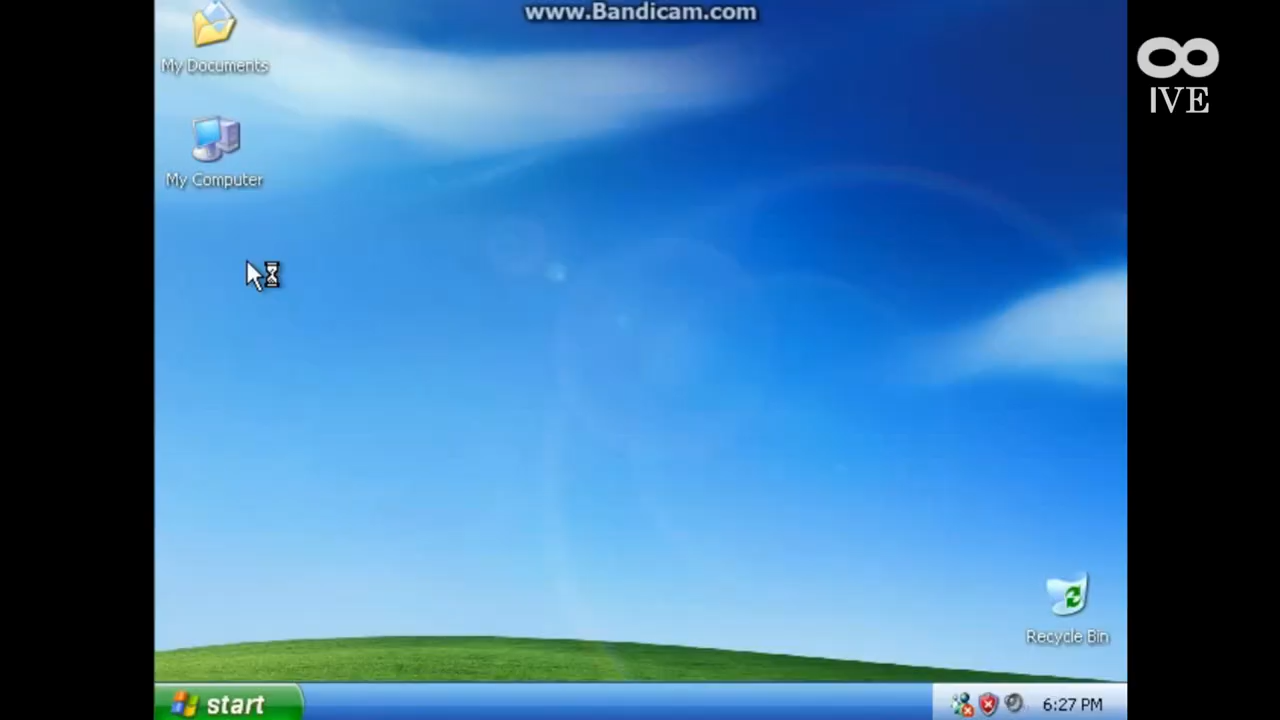 www.Bandicam.com
My Documents
IVE
My Computer
Recycle Bin
start
6:27 PM